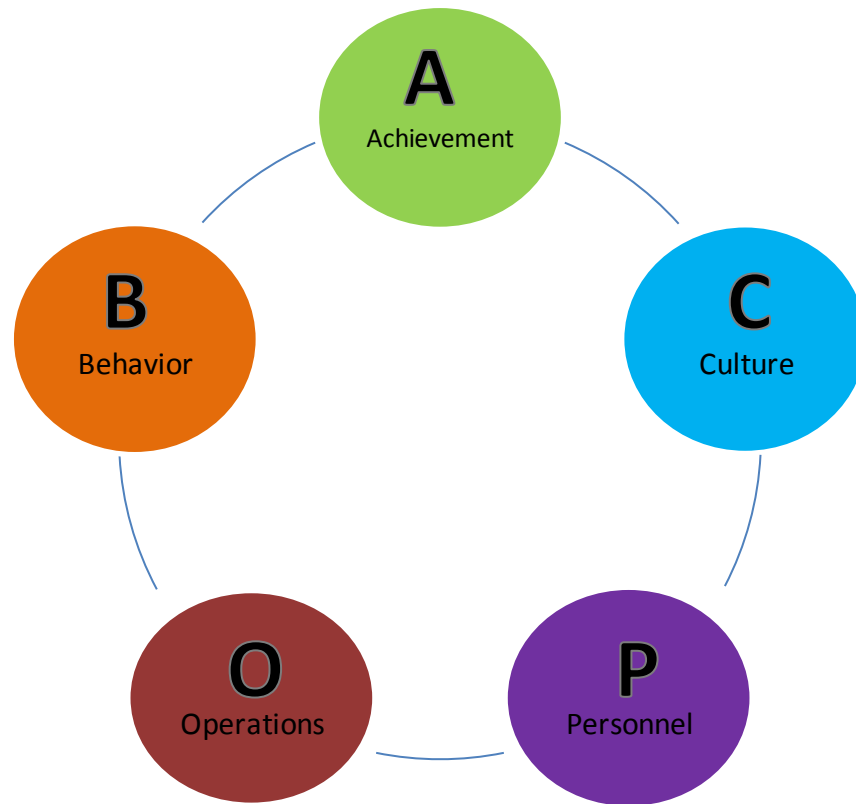 A
Achievement
B
Behavior
C
Culture
O
Operations
P
Personnel